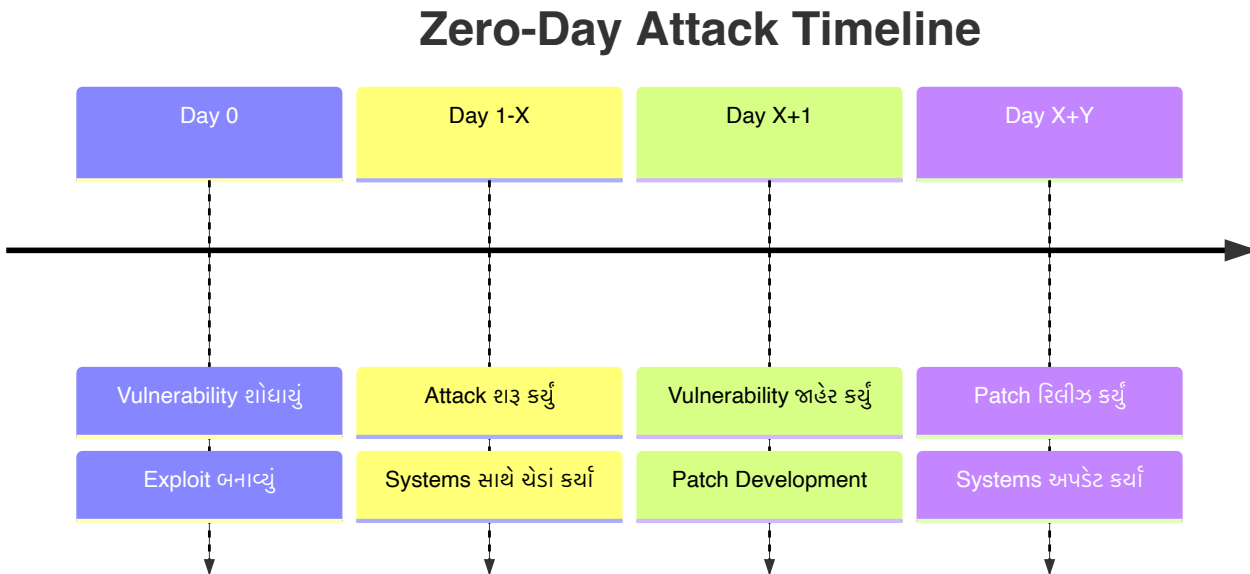 Zero-Day Attack Timeline
Day 0
Day 1-X
Day X+1
Day X+Y
Vulnerability શોધાયું
Attack શરૂ કર્યું
Vulnerability જાહેર કર્યું
Patch રિલીઝ કર્યું
Exploit બનાવ્યું
Systems સાથે ચેડાં કર્યાં
Patch Development
Systems અપડેટ કર્યાં